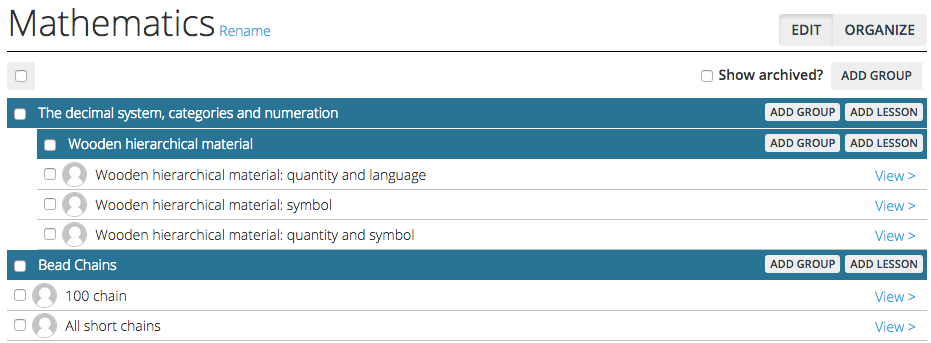 Mathematics Rename EDIT ORGANIZE
Show archived? ADD GROUP
The decimal system, categories and numeration ADD GROUP ADD LESSON
Wooden hierarchical material ADD GROUP ADD LESSON
Wooden hierarchical material: quantity and language View >
Wooden hierarchical material: symbol View >
Wooden hierarchical material: quantity and symbol View >
Bead Chains ADD GROUP ADD LESSON
100 chain View >
All short chains View >